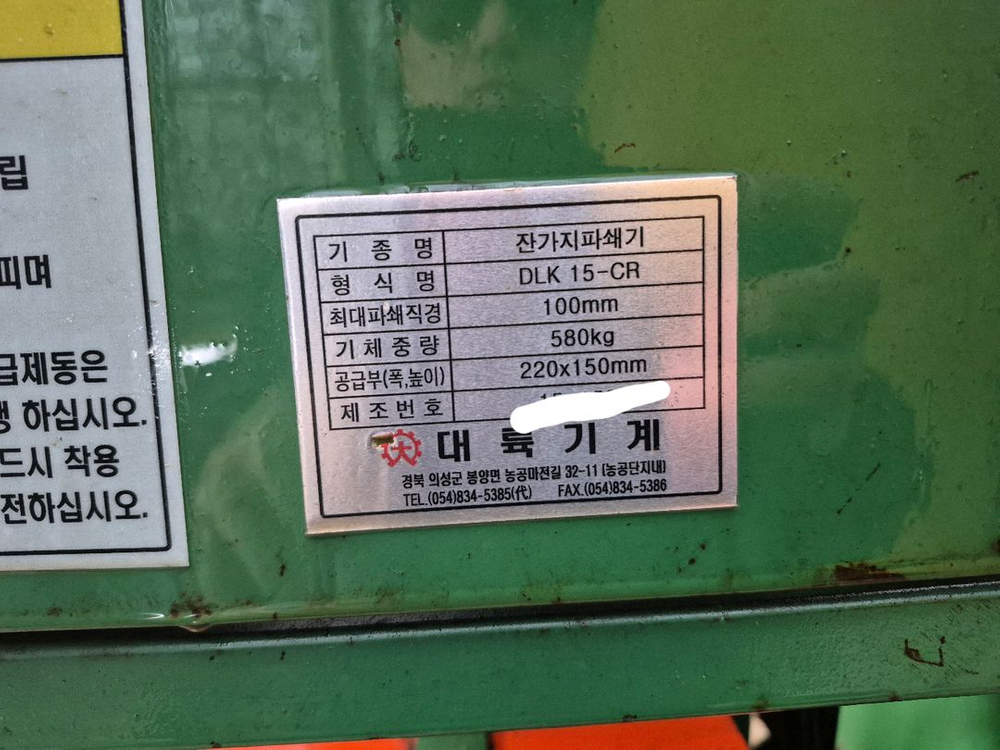 립
피며
급제동은
행 하십시오.
드시 착용
전하십시오.
기종명 잔가지파쇄기
형식명 DLK 15-CR
최대파쇄직경 100mm
기체중량 580kg
공급부(폭,높이) 220x150mm
제조번호
대륙기계
경북 의성군 봉양면 농공마전길 32-11 (농공단지내)
TEL.(054)834-5385(代) FAX.(054)834-5386